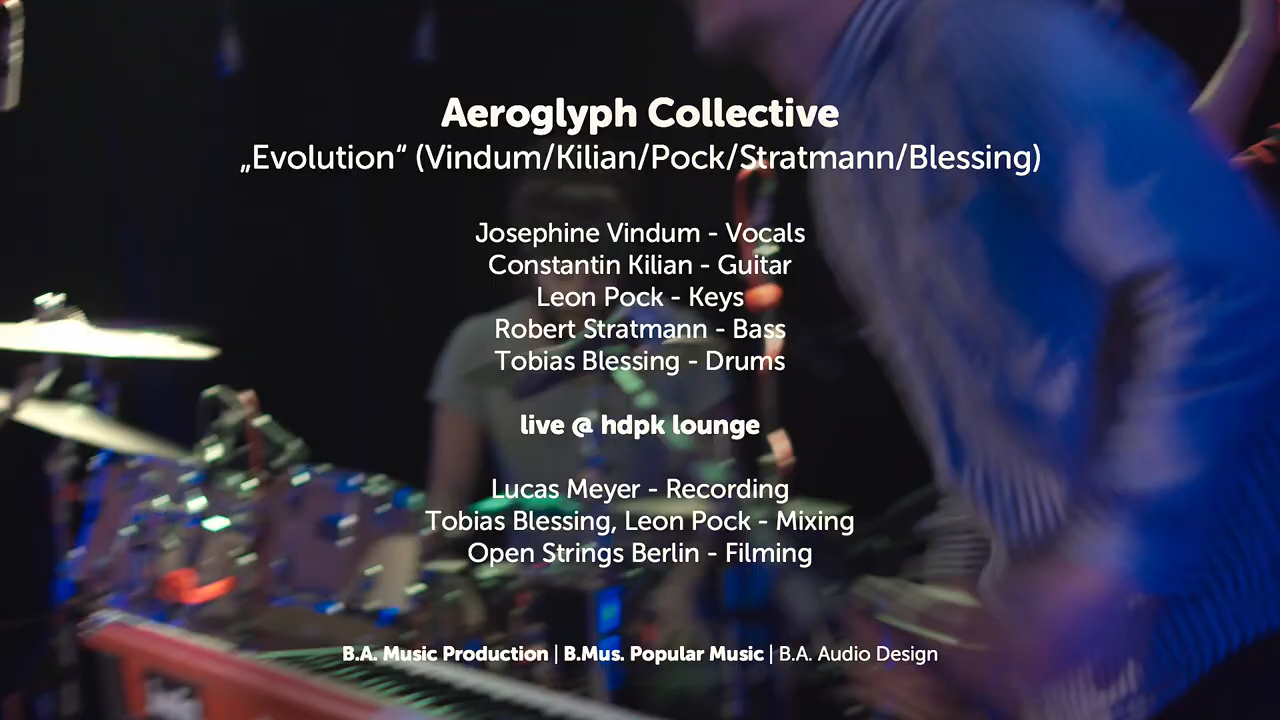 Aeroglyph Collective
„Evolution“ (Vindum/Kilian/Pock/Stratmann/Blessing)
Josephine Vindum - Vocals
Constantin Kilian - Guitar
Leon Pock - Keys
Robert Stratmann - Bass
Tobias Blessing - Drums
live @ hdpk lounge
Lucas Meyer - Recording
Tobias Blessing, Leon Pock - Mixing
Open Strings Berlin - Filming
B.A. Music Production | B.Mus. Popular Music | B.A. Audio Design